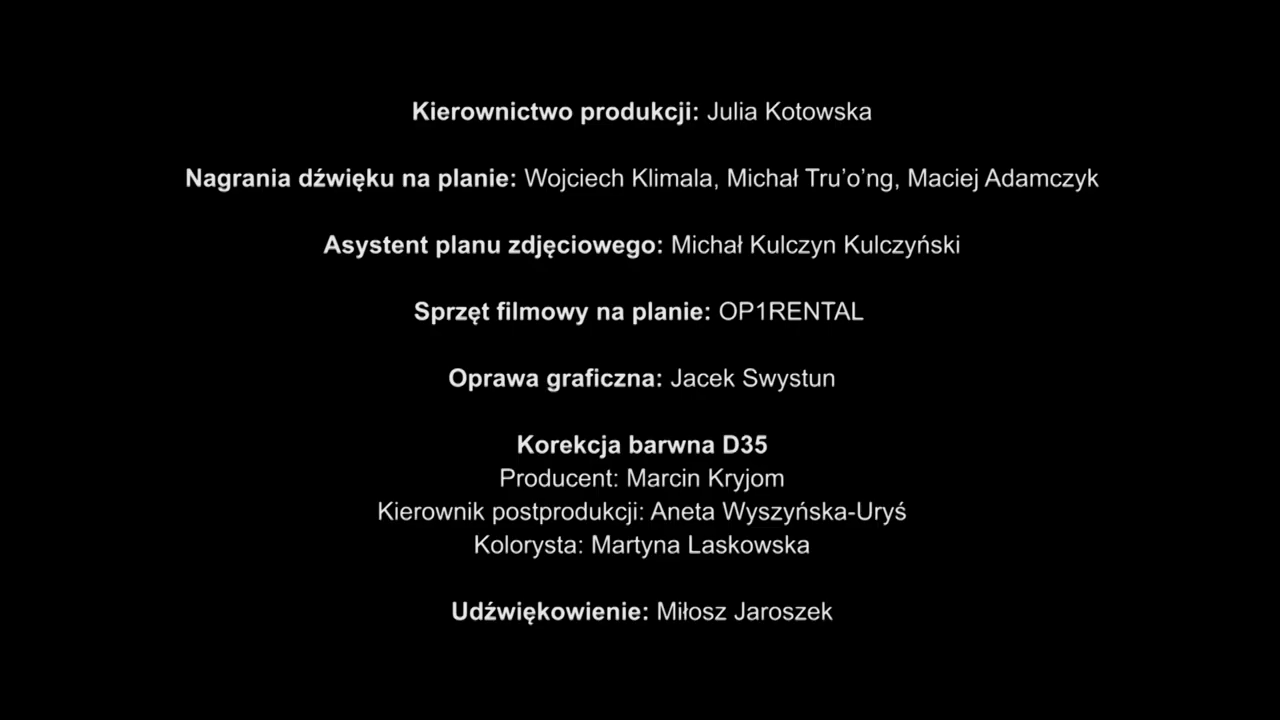 Kierownictwo produkcji: Julia Kotowska
Nagrania dźwięku na planie: Wojciech Klimala, Michał Tru’o’ng, Maciej Adamczyk
Asystent planu zdjęciowego: Michał Kulczyn Kulczyński
Sprzęt filmowy na planie: OP1RENTAL
Oprawa graficzna: Jacek Swystun
Korekcja barwna D35
Producent: Marcin Kryjom
Kierownik postprodukcji: Aneta Wyszyńska-Uryś
Kolorysta: Martyna Laskowska
Udźwiękowienie: Miłosz Jaroszek